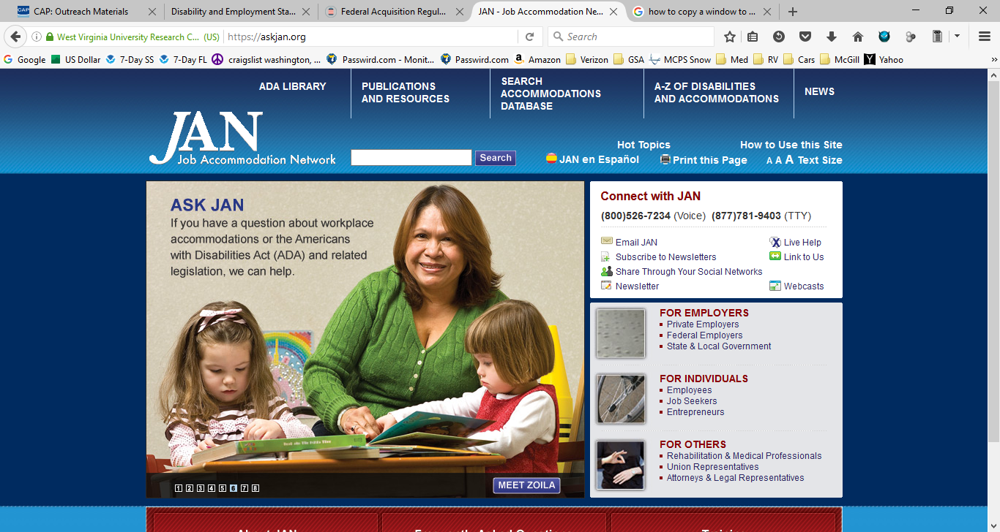 CAP: Outreach Materials
Disability and Employment Sta...
Federal Acquisition Regul...
JAN - Job Accommodation Ne...
how to copy a window to ...
West Virginia University Research C... (US)
https://askjan.org
Search
Google
US Dollar
7-Day SS
7-Day FL
craigslist washington, ...
Passwird.com - Monit...
Passwird.com
Amazon
Verizon
GSA
MCPS Snow
Med
RV
Cars
McGill
Yahoo
ADA LIBRARY
PUBLICATIONS
AND RESOURCES
SEARCH
ACCOMMODATIONS
DATABASE
A-Z OF DISABILITIES
AND ACCOMMODATIONS
NEWS
JAN
Job Accommodation Network
Search
Hot Topics
How to Use this Site
JAN en Español
Print this Page
A A A Text Size
ASK JAN
If you have a question about workplace
accommodations or the Americans
with Disabilities Act (ADA) and related
legislation, we can help.
1 2 3 4 5 6 7 8
MEET ZOILA
Connect with JAN
(800)526-7234 (Voice) (877)781-9403 (TTY)
Email JAN
Live Help
Subscribe to Newsletters
Link to Us
Share Through Your Social Networks
Newsletter
Webcasts
FOR EMPLOYERS
Private Employers
Federal Employers
State & Local Government
FOR INDIVIDUALS
Employees
Job Seekers
Entrepreneurs
FOR OTHERS
Rehabilitation & Medical Professionals
Union Representatives
Attorneys & Legal Representatives
About JAN
Frequently Asked Questions
Training